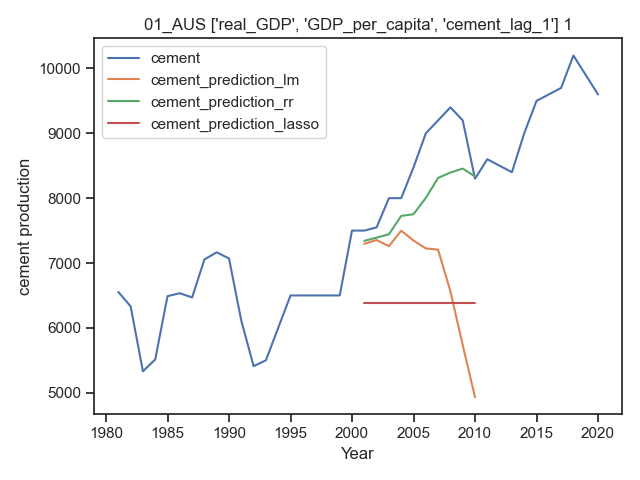 01_AUS ['real_GDP', 'GDP_per_capita', 'cement_lag_1'] 1
cement
cement_prediction_lm
cement_prediction_rr
cement_prediction_lasso
cement production
10000
9000
8000
7000
6000
5000
1980 1985 1990 1995 2000 2005 2010 2015 2020
Year